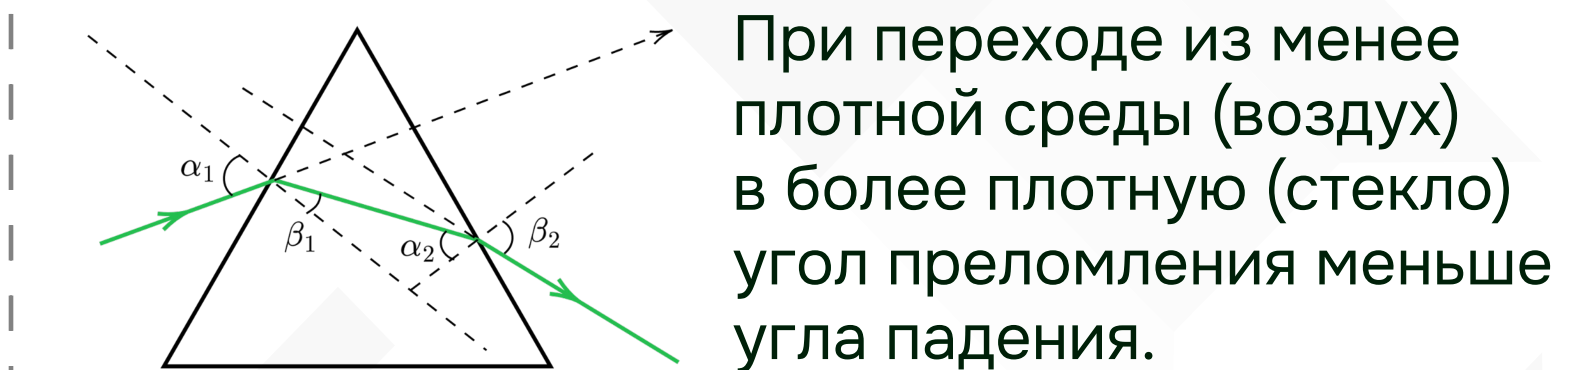 α₁
β₁
α₂
β₂
При переходе из менее
плотной среды (воздух)
в более плотную (стекло)
угол преломления меньше
угла падения.